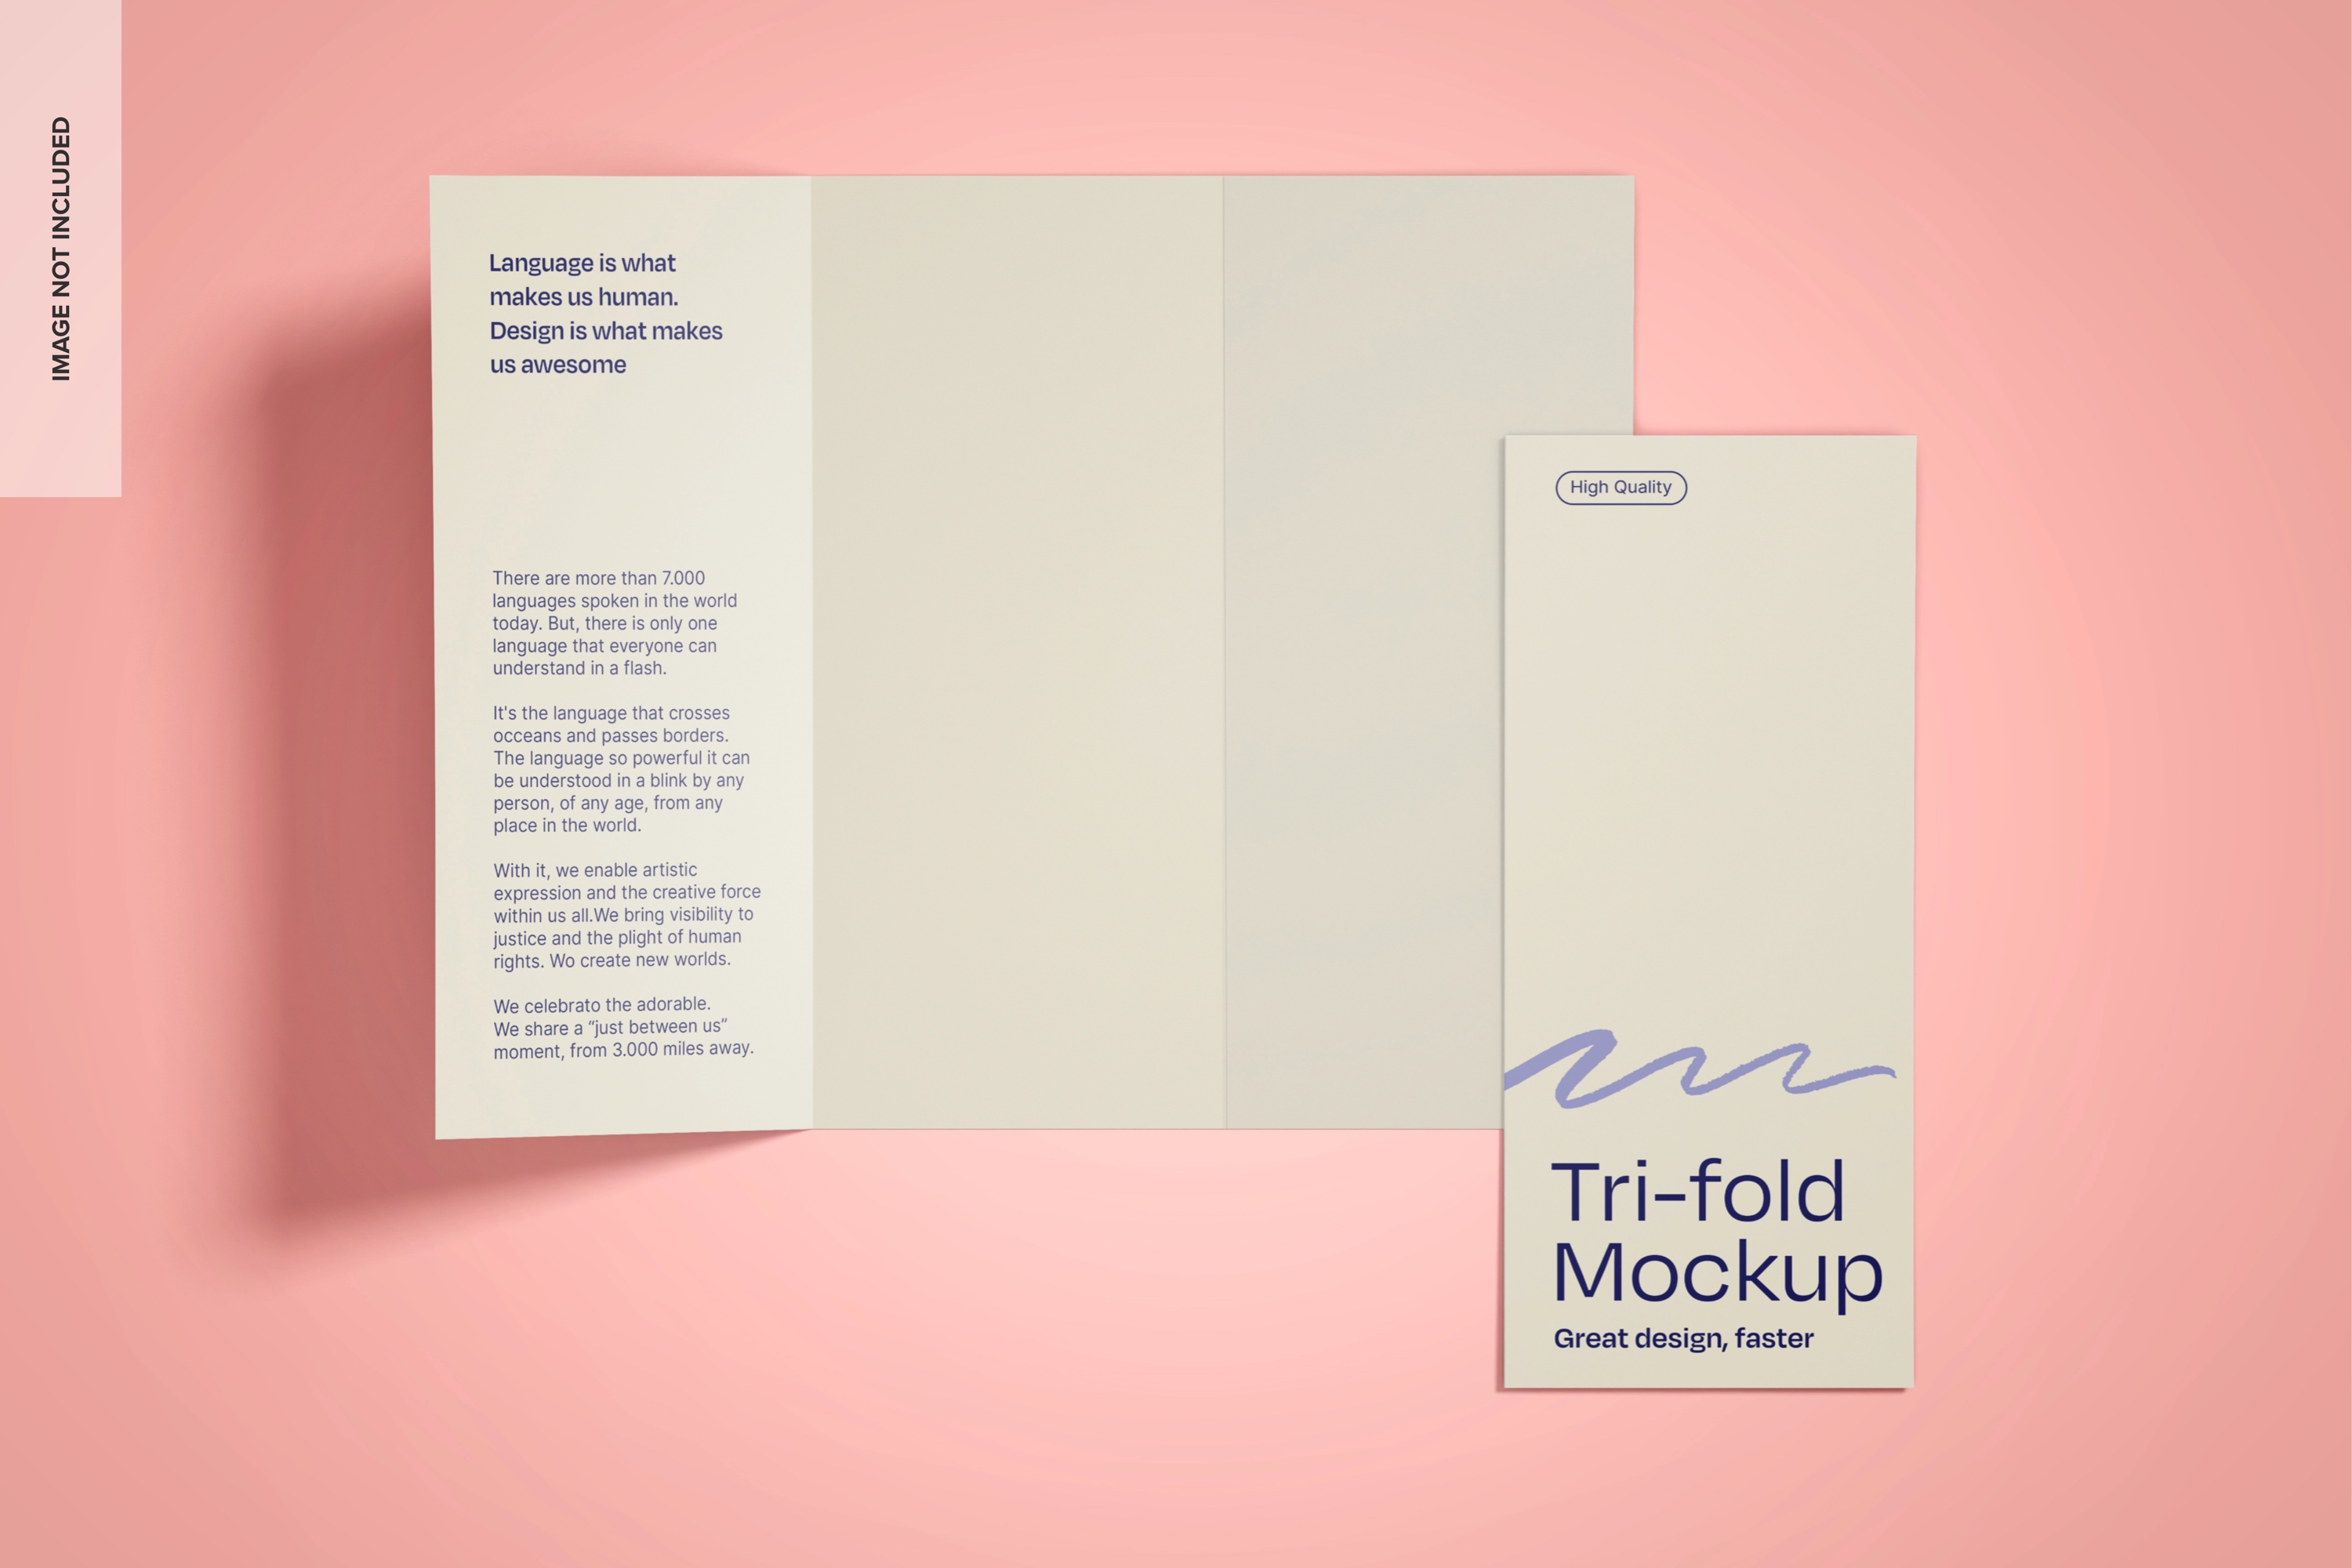 IMAGE NOT INCLUDED
Language is what
makes us human.
Design is what makes
us awesome
There are more than 7.000
languages spoken in the world
today. But, there is only one
language that everyone can
understand in a flash.
It's the language that crosses
occeans and passes borders.
The language so powerful it can
be understood in a blink by any
person, of any age, from any
place in the world.
With it, we enable artistic
expression and the creative force
within us all.We bring visibility to
justice and the plight of human
rights. Wo create new worlds.
We celebrato the adorable.
We share a “just between us”
moment, from 3.000 miles away.
High Quality
Tri-fold
Mockup
Great design, faster